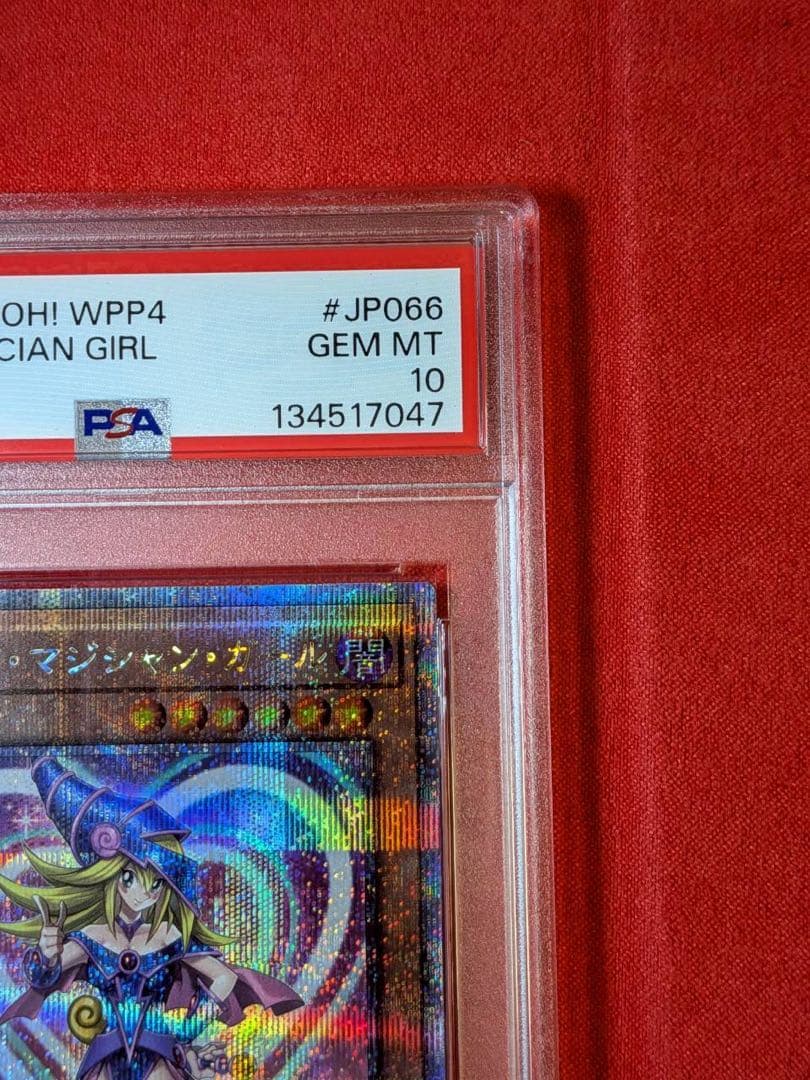 OH! WPP4 #JP066
CIAN GIRL GEM MT
10
PSA 134517047
・マジシャン・ガール 闇